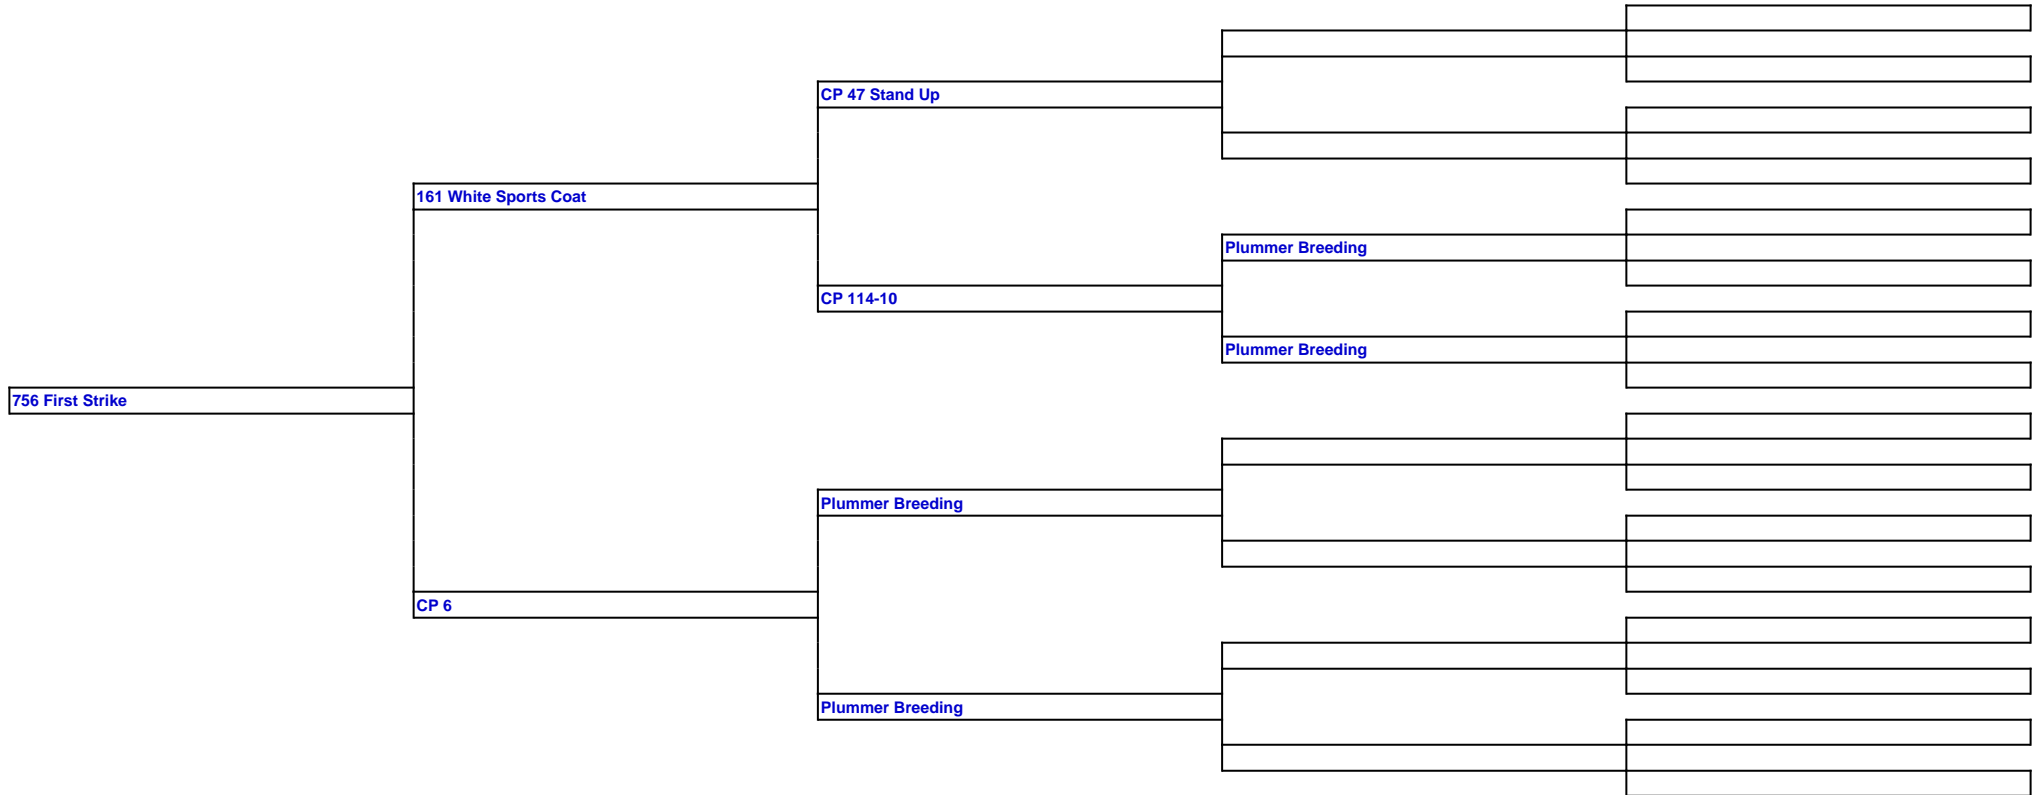 CP 47 Stand Up
161 White Sports Coat
Plummer Breeding
CP 114-10
Plummer Breeding
756 First Strike
Plummer Breeding
CP 6
Plummer Breeding